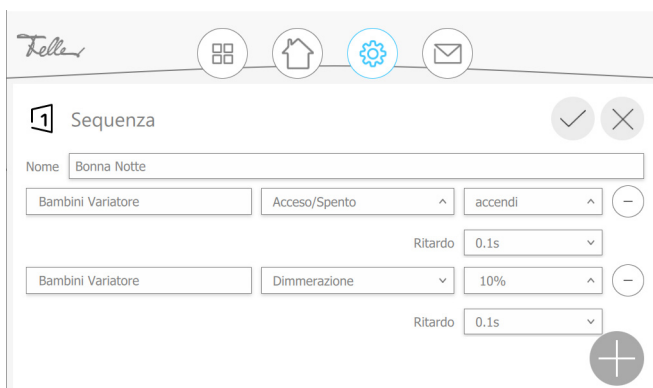 Feller
1 Sequenza
Nome Bonna Notte
Bambini Variatore Acceso/Spento accendi
Ritardo 0.1s
Bambini Variatore Dimmerazione 10%
Ritardo 0.1s